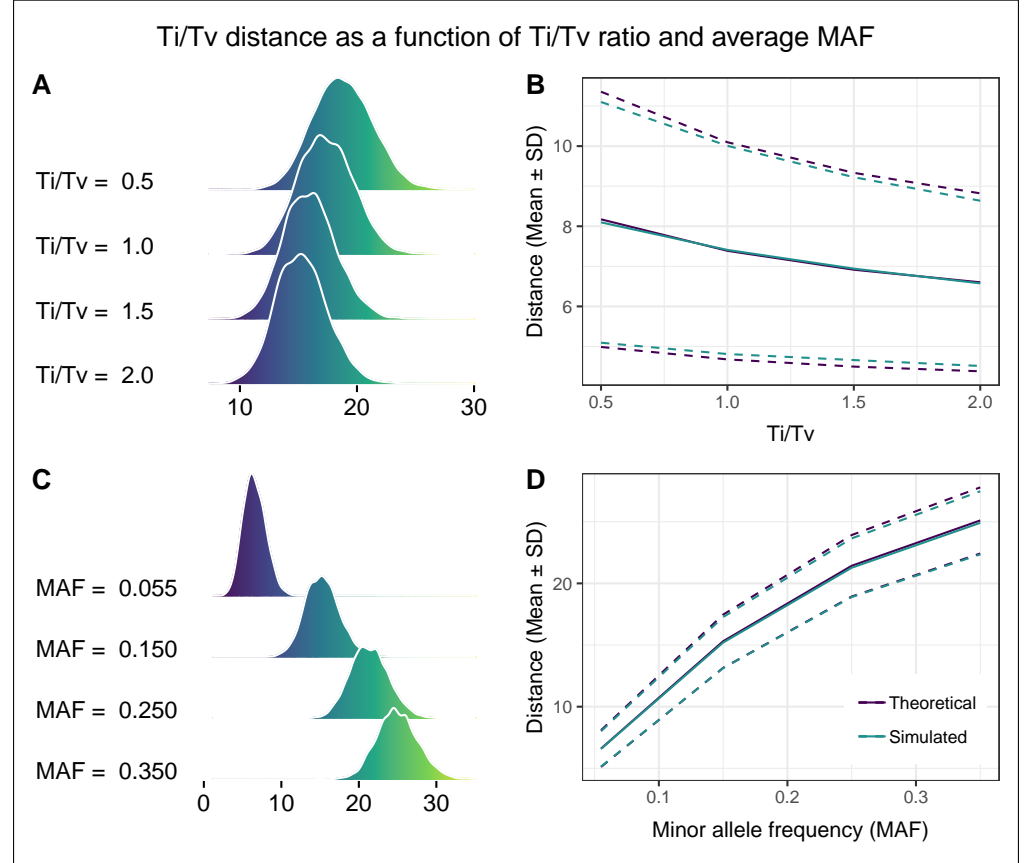 Ti/Tv distance as a function of Ti/Tv ratio and average MAF
A
Ti/Tv = 0.5
Ti/Tv = 1.0
Ti/Tv = 1.5
Ti/Tv = 2.0
10 20 30
B
Distance (Mean ± SD)
10
8
6
0.5 1.0 1.5 2.0
Ti/Tv
C
MAF = 0.055
MAF = 0.150
MAF = 0.250
MAF = 0.350
0 10 20 30
D
Distance (Mean ± SD)
20
10
Theoretical
Simulated
0.1 0.2 0.3
Minor allele frequency (MAF)